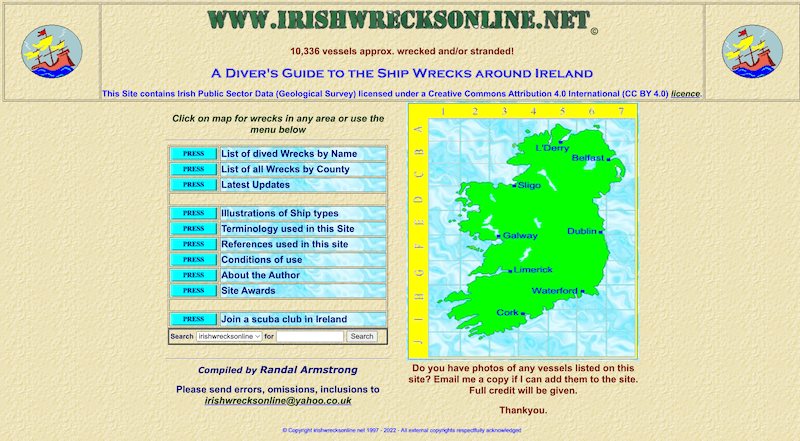 WWW.IRISHWRECKSONLINE.NET
©
10,336 vessels approx. wrecked and/or stranded!
A Diver's Guide to the Ship Wrecks around Ireland
This Site contains Irish Public Sector Data (Geological Survey) licensed under a Creative Commons Attribution 4.0 International (CC BY 4.0) licence.
Click on map for wrecks in any area or use the
menu below
PRESS List of dived Wrecks by Name
PRESS List of all Wrecks by County
PRESS Latest Updates
PRESS Illustrations of Ship types
PRESS Terminology used in this Site
PRESS References used in this site
PRESS Conditions of use
PRESS About the Author
PRESS Site Awards
PRESS Join a scuba club in Ireland
Search irishwrecksonline for Search
1 2 3 4 5 6 7
A
B
C
D
E
F
G
H
I
J
L'Derry
Belfast
Sligo
Galway
Dublin
Limerick
Waterford
Cork
Compiled by Randal Armstrong
Please send errors, omissions, inclusions to
irishwrecksonline@yahoo.co.uk
Do you have photos of any vessels listed on this
site? Email me a copy if I can add them to the site.
Full credit will be given.
Thankyou.
© Copyright irishwrecksonline.net 1997 - 2022 - All external copyrights respectfully acknowledged